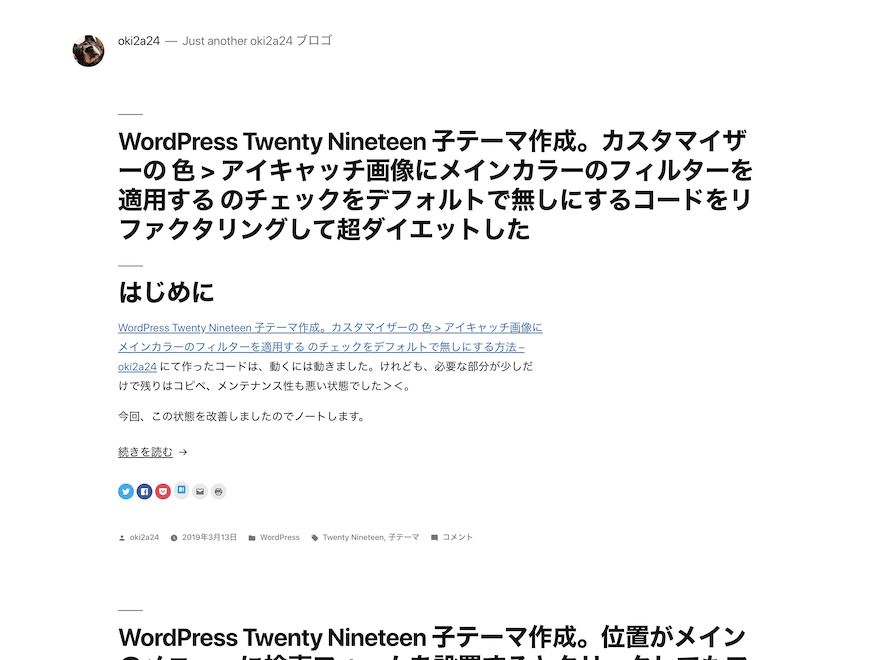 oki2a24 — Just another oki2a24 ブロゴ
WordPress Twenty Nineteen 子テーマ作成。カスタマイザ
ーの 色 > アイキャッチ画像にメインカラーのフィルターを
適用する のチェックをデフォルトで無しにするコードをリ
ファクタリングして超ダイエットした
はじめに
WordPress Twenty Nineteen 子テーマ作成。カスタマイザーの 色 > アイキャッチ画像に
メインカラーのフィルターを適用する のチェックをデフォルトで無しにする方法 –
oki2a24 にて作ったコードは、動くには動きました。けれども、必要な部分が少しだ
けで残りはコピペ、メンテナンス性も悪い状態でした＞＜。
今回、この状態を改善しましたのでノートします。
続きを読む →
oki2a24 2019年3月13日 WordPress Twenty Nineteen, 子テーマ コメント
WordPress Twenty Nineteen 子テーマ作成。位置がメイン